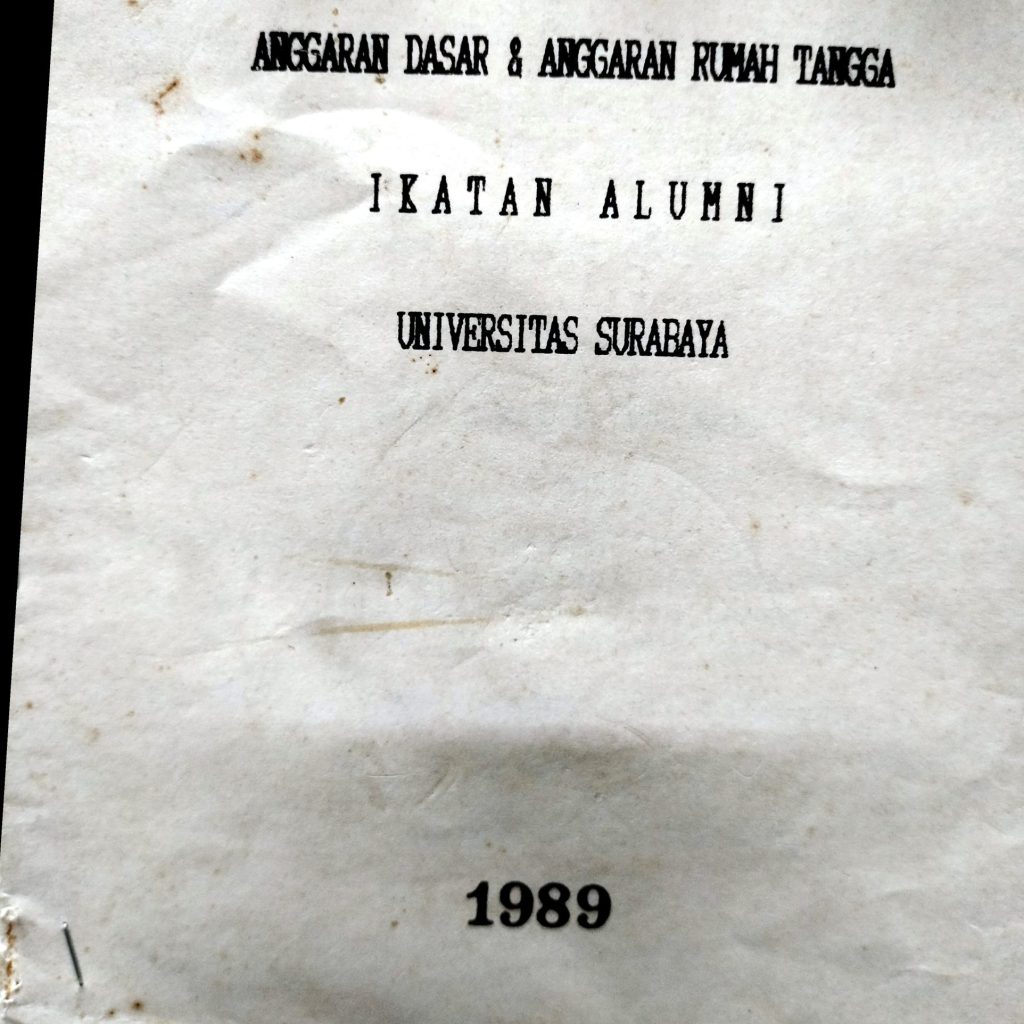 ANGGARAN DASAR & ANGGARAN RUMAH TANGGA
IKATAN ALUMNI
UNIVERSITAS SURABAYA
1989